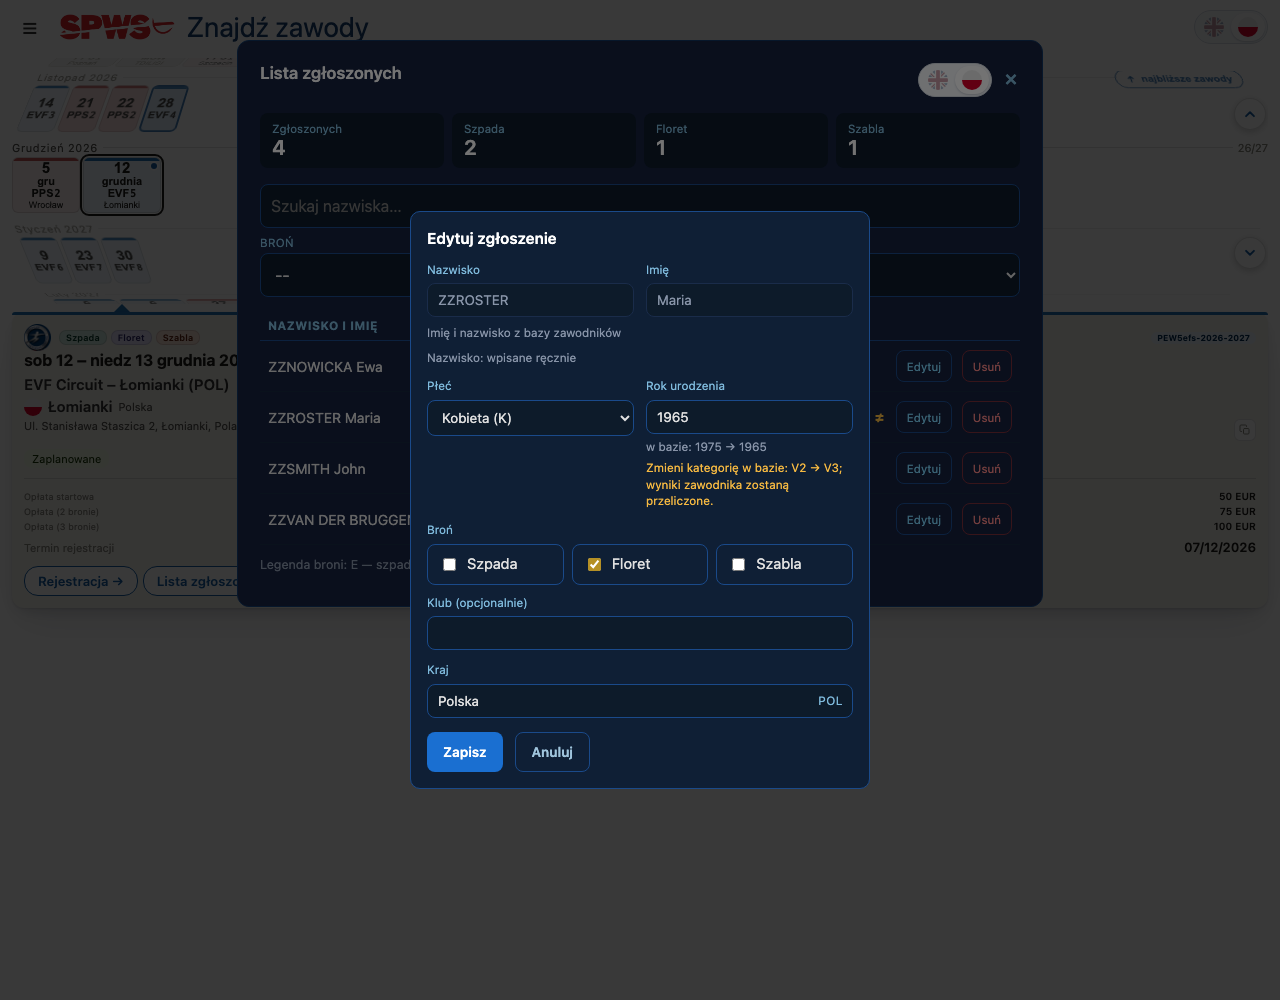 SPWS Znajdź zawody
Listopad 2026
14 EVF3
21 PPS2
22 PPS2
28 EVF4
najbliższe zawody
Grudzień 2026
26/27
5 gru PPS2 Wrocław
12 grudnia EVF5 Łomianki
Styczeń 2027
9 EVF6
23 EVF7
30 EVF8
Szpada Floret Szabla
PEWSefs-2026-2027
sob 12 – niedz 13 grudnia 20
EVF Circuit – Łomianki (POL)
Łomianki Polska
Ul. Stanisława Staszica 2, Łomianki, Pola
Zaplanowane
Opłata startowa 50 EUR
Opłata (2 bronie) 75 EUR
Opłata (3 bronie) 100 EUR
Termin rejestracji 07/12/2026
Rejestracja →
Lista zgłoszo
Lista zgłoszonych
×
Zgłoszonych
4
Szpada
2
Floret
1
Szabla
1
Szukaj nazwiska...
BROŃ
--
NAZWISKO I IMIĘ
ZZNOWICKA Ewa Edytuj Usuń
ZZROSTER Maria ≠ Edytuj Usuń
ZZSMITH John Edytuj Usuń
ZZVAN DER BRUGGEN Edytuj Usuń
Legenda broni: E — szpad
Edytuj zgłoszenie
Nazwisko
ZZROSTER
Imię
Maria
Imię i nazwisko z bazy zawodników
Nazwisko: wpisane ręcznie
Płeć
Kobieta (K)
Rok urodzenia
1965
w bazie: 1975 → 1965
Zmieni kategorię w bazie: V2 → V3;
wyniki zawodnika zostaną
przeliczone.
Broń
Szpada
Floret
Szabla
Klub (opcjonalnie)
Kraj
Polska POL
Zapisz
Anuluj